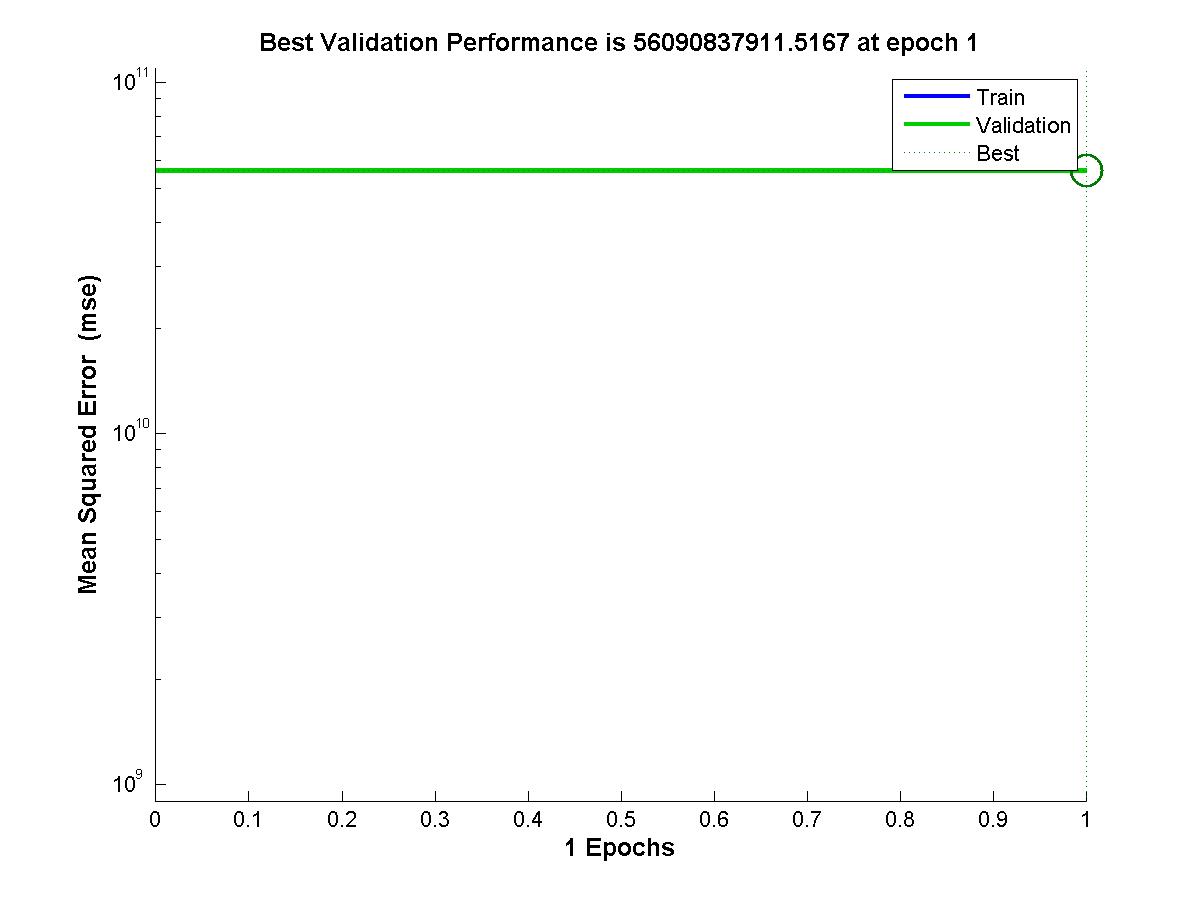 Best Validation Performance is 56090837911.5167 at epoch 1
Train
Validation
Best
10^11
10^10
10^9
Mean Squared Error (mse)
0 0.1 0.2 0.3 0.4 0.5 0.6 0.7 0.8 0.9 1
1 Epochs